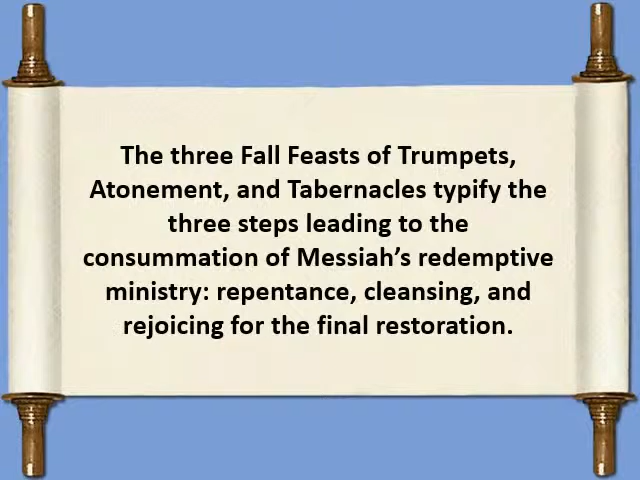 The three Fall Feasts of Trumpets,
Atonement, and Tabernacles typify the
three steps leading to the
consummation of Messiah’s redemptive
ministry: repentance, cleansing, and
rejoicing for the final restoration.